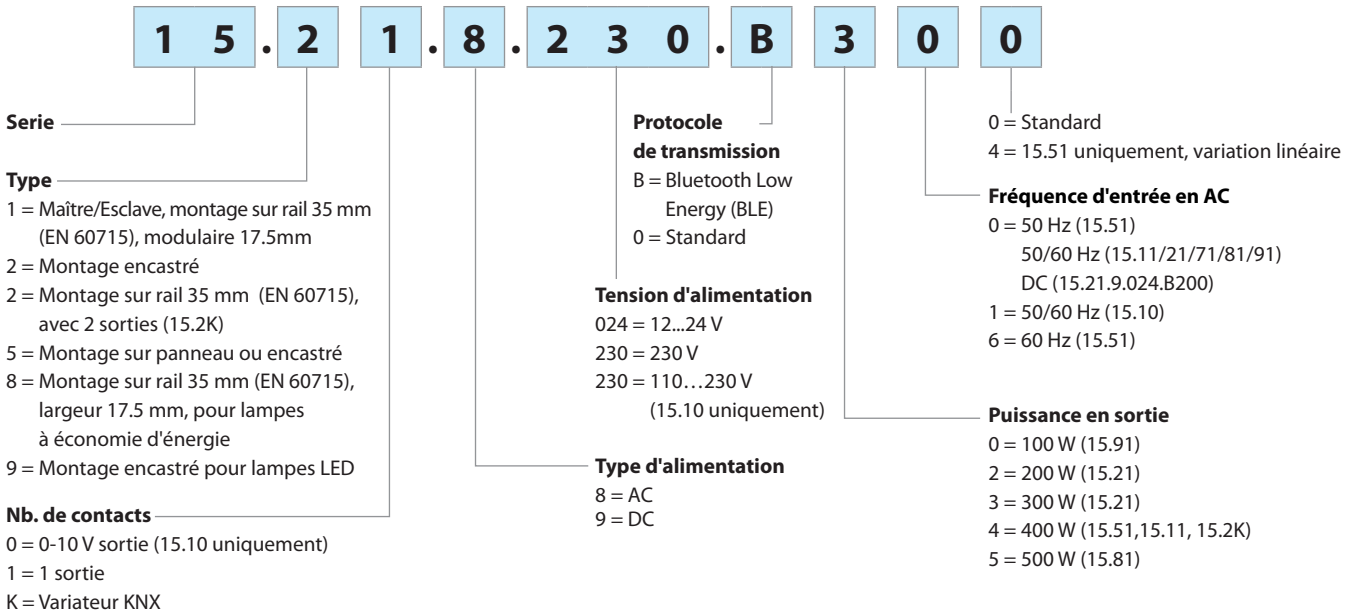 1 5 . 2 1 . 8 . 2 3 0 . B 3 0 0
Serie
Type
1 = Maître/Esclave, montage sur rail 35 mm
(EN 60715), modulaire 17.5mm
2 = Montage encastré
2 = Montage sur rail 35 mm (EN 60715),
avec 2 sorties (15.2K)
5 = Montage sur panneau ou encastré
8 = Montage sur rail 35 mm (EN 60715),
largeur 17.5 mm, pour lampes
à économie d'énergie
9 = Montage encastré pour lampes LED
Nb. de contacts
0 = 0-10 V sortie (15.10 uniquement)
1 = 1 sortie
K = Variateur KNX
Protocole
de transmission
B = Bluetooth Low
Energy (BLE)
0 = Standard
Tension d'alimentation
024 = 12...24 V
230 = 230 V
230 = 110…230 V
(15.10 uniquement)
Type d'alimentation
8 = AC
9 = DC
0 = Standard
4 = 15.51 uniquement, variation linéaire
Fréquence d'entrée en AC
0 = 50 Hz (15.51)
50/60 Hz (15.11/21/71/81/91)
DC (15.21.9.024.B200)
1 = 50/60 Hz (15.10)
6 = 60 Hz (15.51)
Puissance en sortie
0 = 100 W (15.91)
2 = 200 W (15.21)
3 = 300 W (15.21)
4 = 400 W (15.51,15.11, 15.2K)
5 = 500 W (15.81)